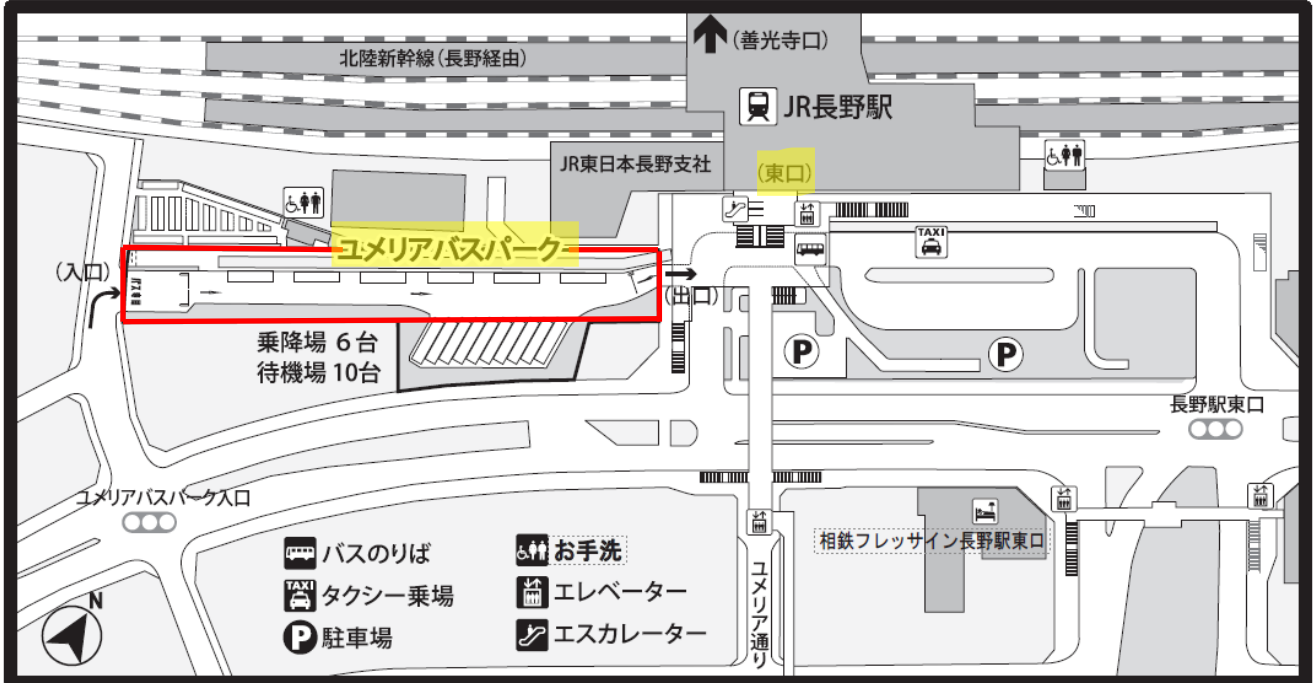 (善光寺口)
北陸新幹線(長野経由)
JR長野駅
JR東日本長野支社
(東口)
ユメリアバスパーク
TAXI
(入口)
バス専用
(出口)
乗降場 6台
待機場 10台
P
P
長野駅東口
ユメリアバスパーク入口
相鉄フレッサイン長野駅東口
バスのりば
お手洗
TAXI
タクシー乗場
エレベーター
P
駐車場
エスカレーター
ユメリア通り
N